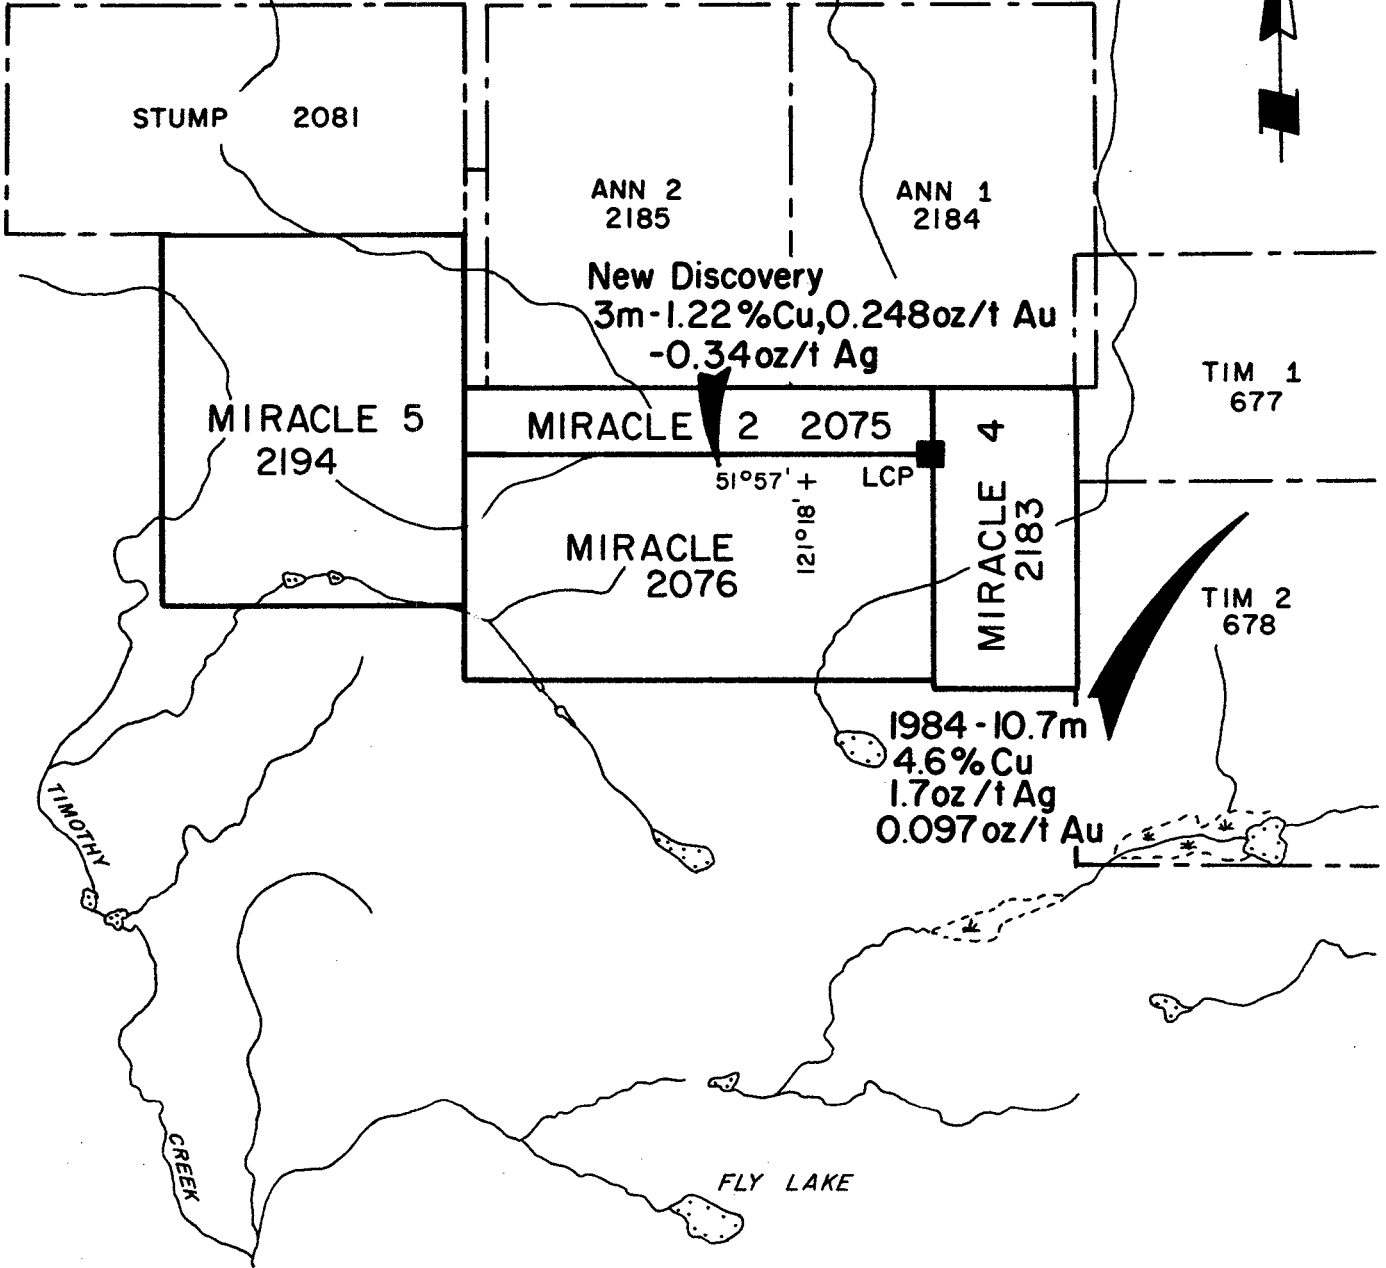 STUMP 2081
ANN 2
2185
ANN 1
2184
New Discovery
3m-1.22%Cu,0.248oz/t Au
-0.34oz/t Ag
TIM 1
677
MIRACLE 5
2194
MIRACLE 2 2075
51°57' +
LCP
121°18'
MIRACLE 4
2183
MIRACLE
2076
TIM 2
678
1984-10.7m
4.6%Cu
1.7oz/t Ag
0.097oz/t Au
TIMOTHY
CREEK
FLY LAKE